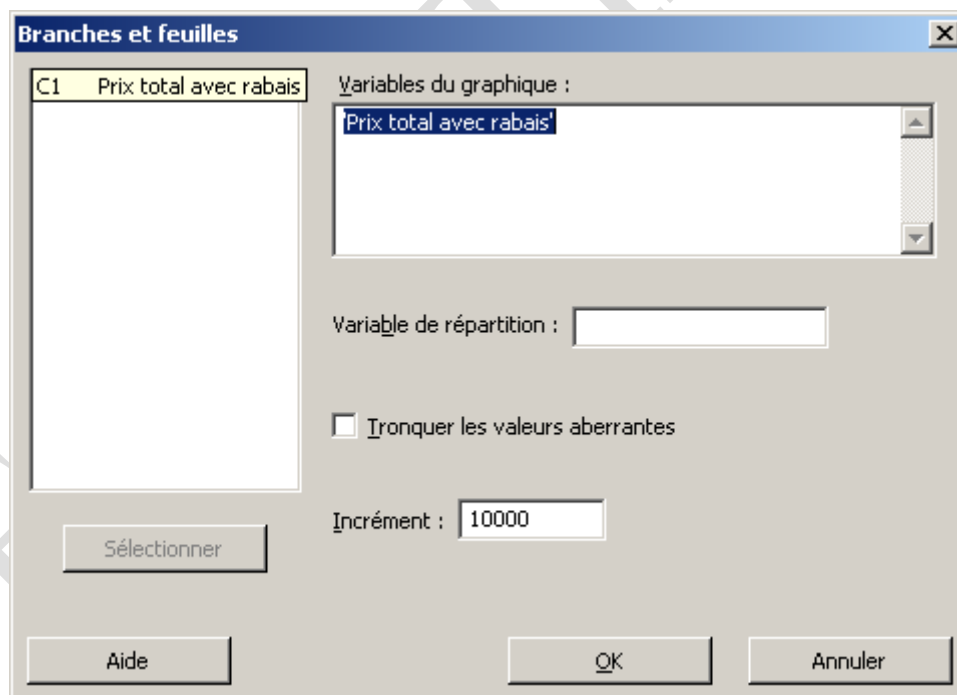 Branches et feuilles
C1 Prix total avec rabais
Variables du graphique :
'Prix total avec rabais'
Variable de répartition :
Tronquer les valeurs aberrantes
Incrément : 10000
Sélectionner
Aide
OK
Annuler